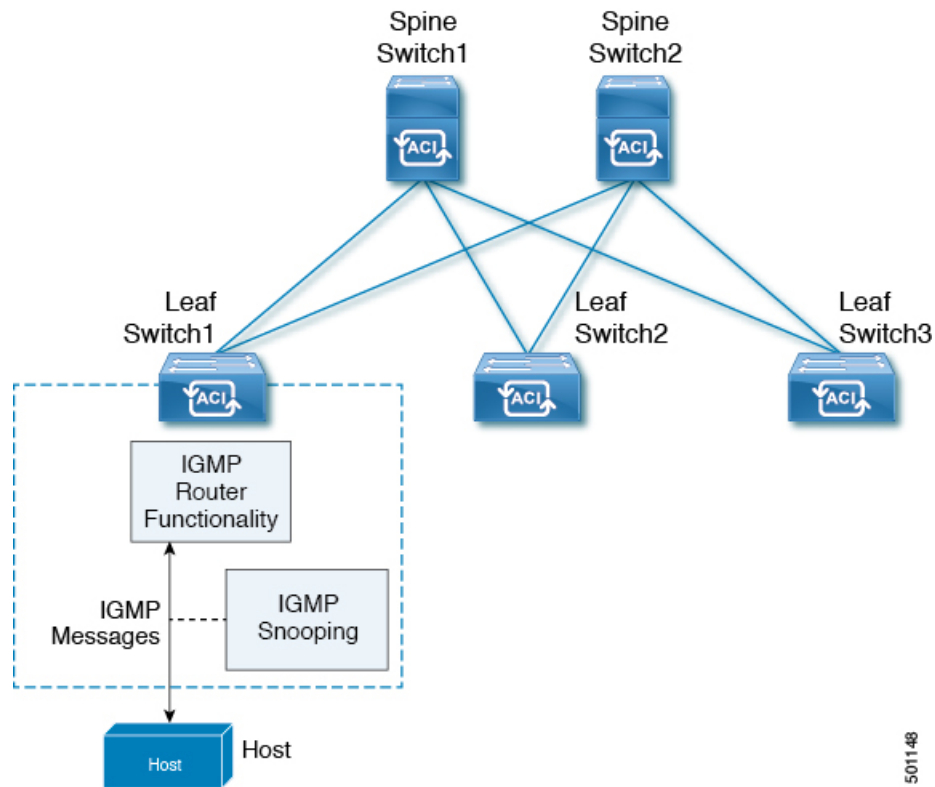 Spine
Switch1
Spine
Switch2
ACI
ACI
Leaf
Switch1
Leaf
Switch2
Leaf
Switch3
ACI
ACI
ACI
IGMP
Router
Functionality
IGMP
Messages
IGMP
Snooping
Host
Host
501148